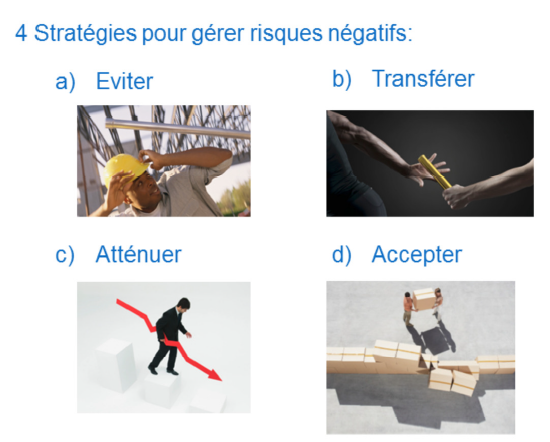 4 Stratégies pour gérer risques négatifs:
a) Eviter
b) Transférer
c) Atténuer
d) Accepter